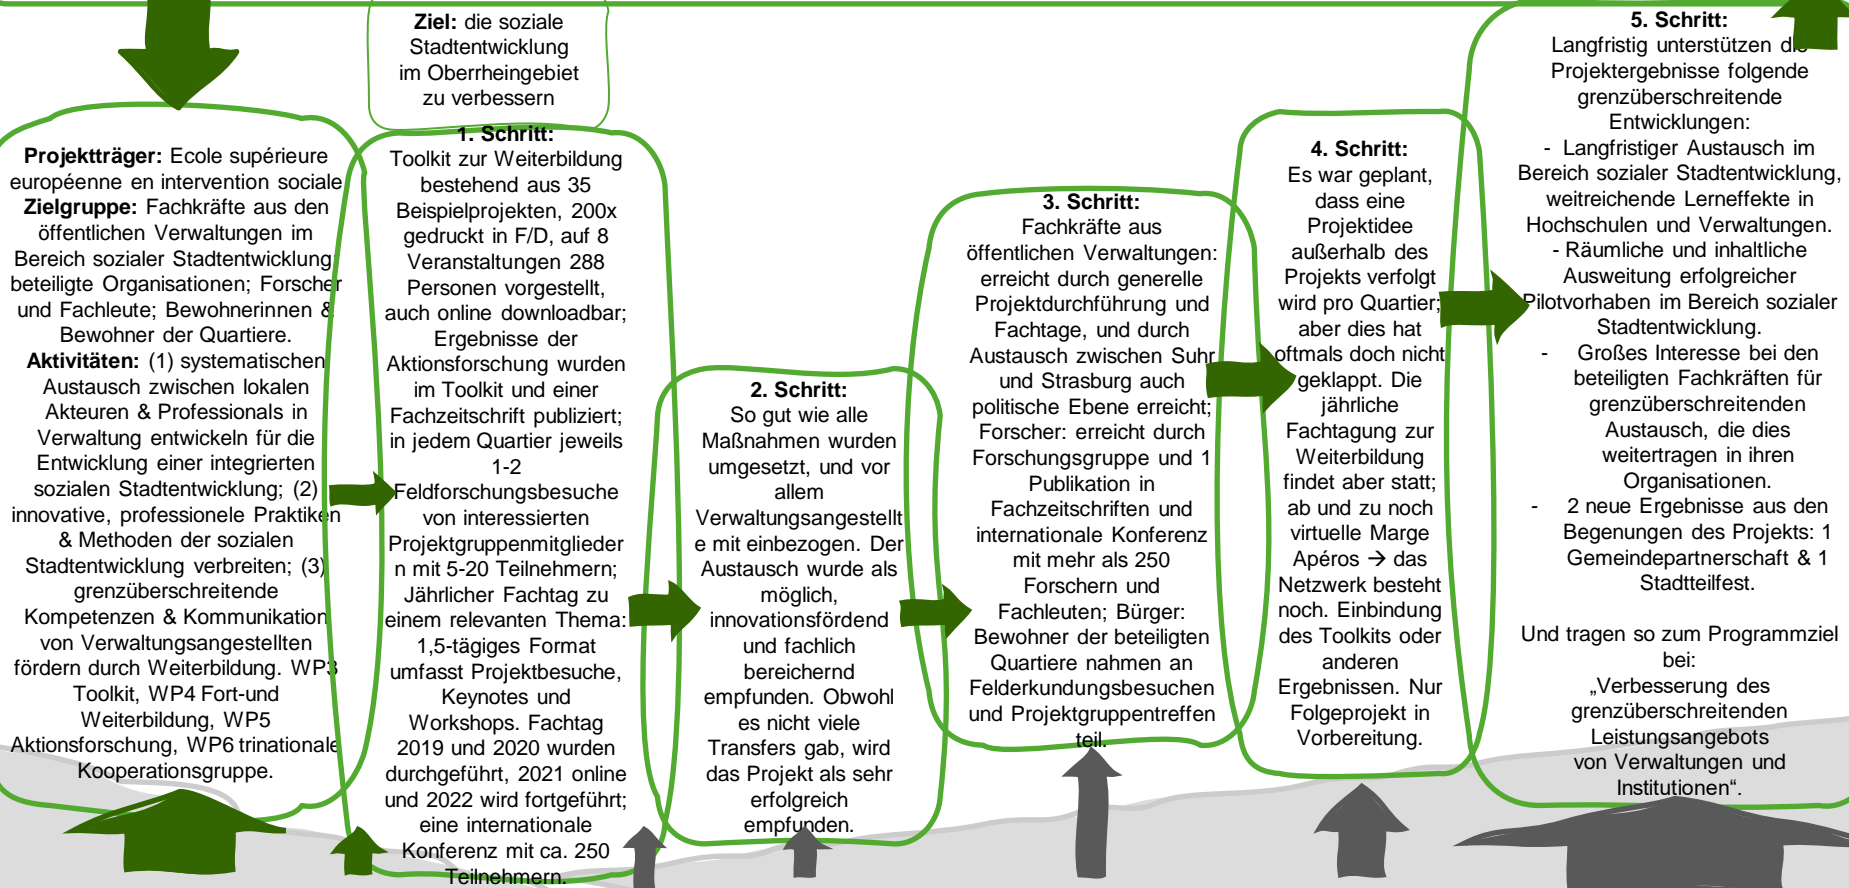 Ziel: die soziale
Stadtentwicklung
im Oberrheingebiet
zu verbessern
Projektträger: Ecole supérieure
européenne en intervention sociale
Zielgruppe: Fachkräfte aus den
öffentlichen Verwaltungen im
Bereich sozialer Stadtentwicklung;
beteiligte Organisationen; Forscher
und Fachleute; Bewohnerinnen &
Bewohner der Quartiere.
Aktivitäten: (1) systematischen
Austausch zwischen lokalen
Akteuren & Professionals in
Verwaltung entwickeln für die
Entwicklung einer integrierten
sozialen Stadtentwicklung; (2)
innovative, professionele Praktiken
& Methoden der sozialen
Stadtentwicklung verbreiten; (3)
grenzüberschreitende
Kompetenzen & Kommunikation
von Verwaltungsangestellten
fördern durch Weiterbildung. WP3
Toolkit, WP4 Fort-und
Weiterbildung, WP5
Aktionsforschung, WP6 trinationale
Kooperationsgruppe.
1. Schritt:
Toolkit zur Weiterbildung
bestehend aus 35
Beispielprojekten, 200x
gedruckt in F/D, auf 8
Veranstaltungen 288
Personen vorgestellt,
auch online downloadbar;
Ergebnisse der
Aktionsforschung wurden
im Toolkit und einer
Fachzeitschrift publiziert;
in jedem Quartier jeweils
1-2
Feldforschungsbesuche
von interessierten
Projektgruppenmitglieder
n mit 5-20 Teilnehmern;
Jährlicher Fachtag zu
einem relevanten Thema:
1,5-tägiges Format
umfasst Projektbesuche,
Keynotes und
Workshops. Fachtag
2019 und 2020 wurden
durchgeführt, 2021 online
und 2022 wird fortgeführt;
eine internationale
Konferenz mit ca. 250
Teilnehmern.
2. Schritt:
So gut wie alle
Maßnahmen wurden
umgesetzt, und vor
allem
Verwaltungsangestellt
e mit einbezogen. Der
Austausch wurde als
möglich,
innovationsfördend
und fachlich
bereichernd
empfunden. Obwohl
es nicht viele
Transfers gab, wird
das Projekt als sehr
erfolgreich
empfunden.
3. Schritt:
Fachkräfte aus
öffentlichen Verwaltungen:
erreicht durch generelle
Projektdurchführung und
Fachtage, und durch
Austausch zwischen Suhr
und Strasburg auch
politische Ebene erreicht;
Forscher: erreicht durch
Forschungsgruppe und 1
Publikation in
Fachzeitschriften und
internationale Konferenz
mit mehr als 250
Forschern und
Fachleuten; Bürger:
Bewohner der beteiligten
Quartiere nahmen an
Felderkundungsbesuchen
und Projektgruppentreffen
teil.
4. Schritt:
Es war geplant,
dass eine
Projektidee
außerhalb des
Projekts verfolgt
wird pro Quartier;
aber dies hat
oftmals doch nicht
geklappt. Die
jährliche
Fachtagung zur
Weiterbildung
findet aber statt;
ab und zu noch
virtuelle Marge
Apéros → das
Netzwerk besteht
noch. Einbindung
des Toolkits oder
anderen
Ergebnissen. Nur
Folgeprojekt in
Vorbereitung.
5. Schritt:
Langfristig unterstützen die
Projektergebnisse folgende
grenzüberschreitende
Entwicklungen:
- Langfristiger Austausch im
Bereich sozialer Stadtentwicklung,
weitreichende Lerneffekte in
Hochschulen und Verwaltungen.
- Räumliche und inhaltliche
Ausweitung erfolgreicher
Pilotvorhaben im Bereich sozialer
Stadtentwicklung.
- Großes Interesse bei den
beteiligten Fachkräften für
grenzüberschreitenden
Austausch, die dies
weitertragen in ihren
Organisationen.
- 2 neue Ergebnisse aus den
Begenungen des Projekts: 1
Gemeindepartnerschaft & 1
Stadtteilfest.
Und tragen so zum Programmziel
bei:
„Verbesserung des
grenzüberschreitenden
Leistungsangebots
von Verwaltungen und
Institutionen“.